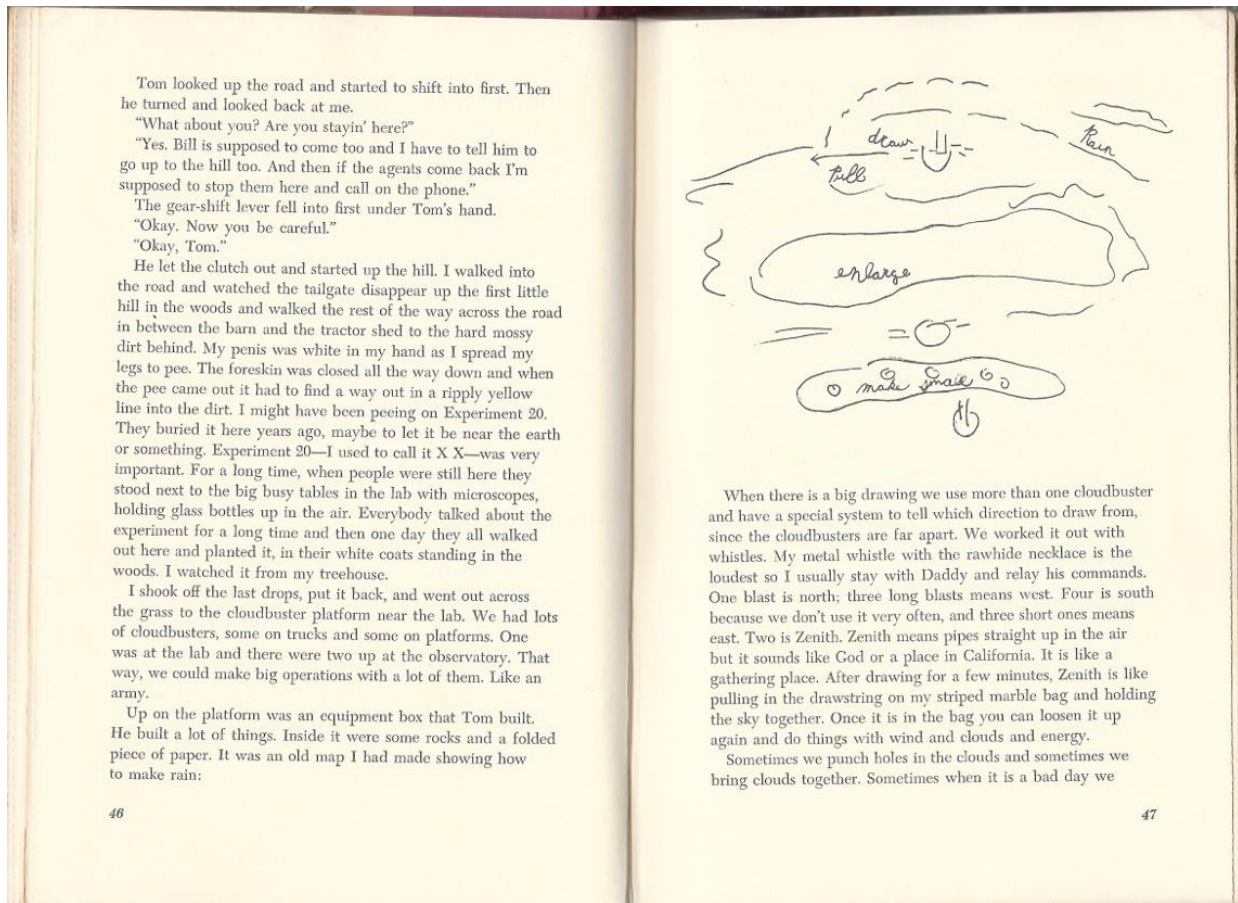 Tom looked up the road and started to shift into first. Then
he turned and looked back at me.
“What about you? Are you stayin’ here?”
“Yes. Bill is supposed to come too and I have to tell him to
go up to the hill too. And then if the agents come back I’m
supposed to stop them here and call on the phone.”
The gear-shift lever fell into first under Tom’s hand.
“Okay. Now you be careful.”
“Okay, Tom.”
He let the clutch out and started up the hill. I walked into
the road and watched the tailgate disappear up the first little
hill in the woods and walked the rest of the way across the road
in between the barn and the tractor shed to the hard mossy
dirt behind. My penis was white in my hand as I spread my
legs to pee. The foreskin was closed all the way down and when
the pee came out it had to find a way out in a ripply yellow
line into the dirt. I might have been peeing on Experiment 20.
They buried it here years ago, maybe to let it be near the earth
or something. Experiment 20—I used to call it X X—was very
important. For a long time, when people were still here they
stood next to the big busy tables in the lab with microscopes,
holding glass bottles up in the air. Everybody talked about the
experiment for a long time and then one day they all walked
out here and planted it, in their white coats standing in the
woods. I watched it from my treehouse.
I shook off the last drops, put it back, and went out across
the grass to the cloudbuster platform near the lab. We had lots
of cloudbusters, some on trucks and some on platforms. One
was at the lab and there were two up at the observatory. That
way, we could make big operations with a lot of them. Like an
army.
Up on the platform was an equipment box that Tom built.
He built a lot of things. Inside it were some rocks and a folded
piece of paper. It was an old map I had made showing how
to make rain:
46
draw
Rain
enlarge
make
When there is a big drawing we use more than one cloudbuster
and have a special system to tell which direction to draw from,
since the cloudbusters are far apart. We worked it out with
whistles. My metal whistle with the rawhide necklace is the
loudest so I usually stay with Daddy and relay his commands.
One blast is north; three long blasts means west. Four is south
because we don’t use it very often, and three short ones means
east. Two is Zenith. Zenith means pipes straight up in the air
but it sounds like God or a place in California. It is like a
gathering place. After drawing for a few minutes, Zenith is like
pulling in the drawstring on my striped marble bag and holding
the sky together. Once it is in the bag you can loosen it up
again and do things with wind and clouds and energy.
Sometimes we punch holes in the clouds and sometimes we
bring clouds together. Sometimes when it is a bad day we
47